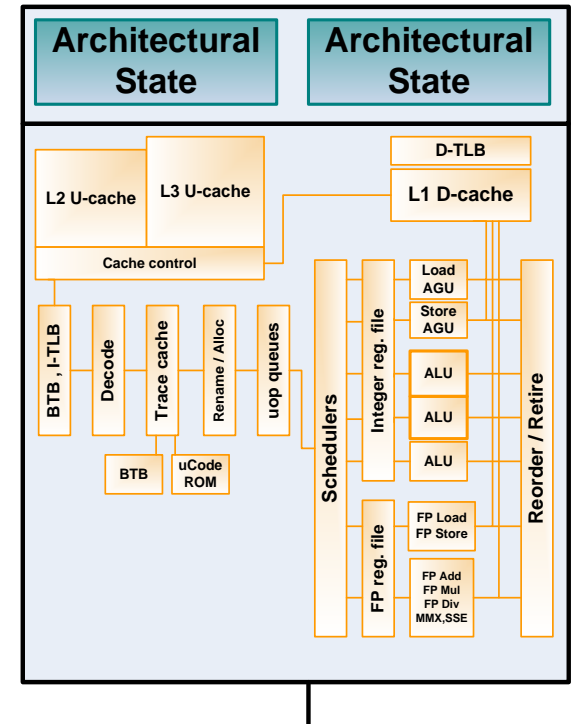 Architectural
State
Architectural
State
D-TLB
L2 U-cache
L3 U-cache
L1 D-cache
Cache control
BTB , I-TLB
Decode
Trace cache
Rename / Alloc
uop queues
BTB
uCode
ROM
Schedulers
Integer reg. file
FP reg. file
Load
AGU
Store
AGU
ALU
ALU
ALU
FP Load
FP Store
FP Add
FP Mul
FP Div
MMX,SSE
Reorder / Retire